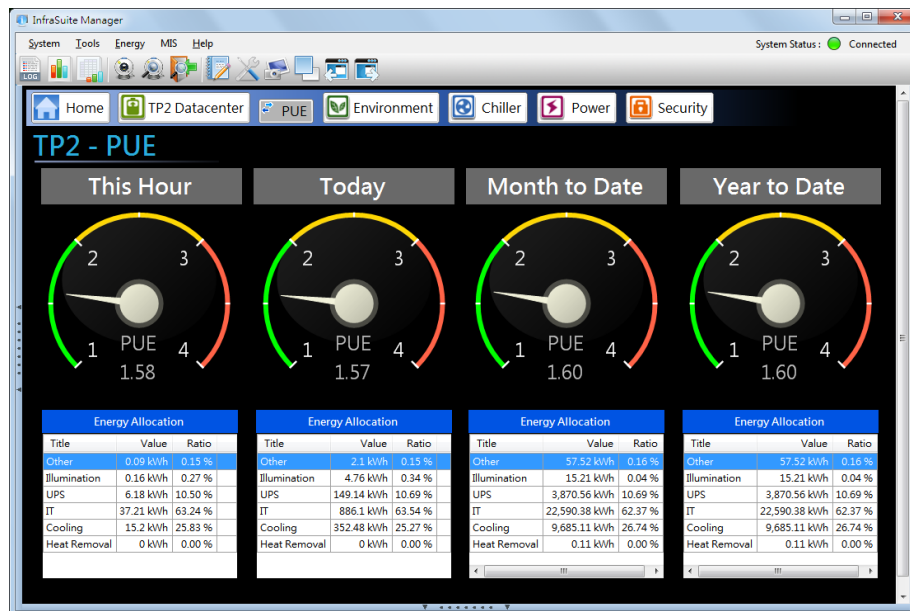 InfraSuite Manager
System Tools Energy MIS Help System Status : Connected
LOG
Home TP2 Datacenter PUE Environment Chiller Power Security
TP2 - PUE
This Hour Today Month to Date Year to Date
2 3 2 3 2 3 2 3
1 PUE 4 1 PUE 4 1 PUE 4 1 PUE 4
1.58 1.57 1.60 1.60
Energy Allocation Energy Allocation Energy Allocation Energy Allocation
Title Value Ratio Title Value Ratio Title Value Ratio Title Value Ratio
Other 0.09 kWh 0.15 % Other 2.1 kWh 0.15 % Other 57.52 kWh 0.16 % Other 57.52 kWh 0.16 %
Illumination 0.16 kWh 0.27 % Illumination 4.76 kWh 0.34 % Illumination 15.21 kWh 0.04 % Illumination 15.21 kWh 0.04 %
UPS 6.18 kWh 10.50 % UPS 149.14 kWh 10.69 % UPS 3,870.56 kWh 10.69 % UPS 3,870.56 kWh 10.69 %
IT 37.21 kWh 63.24 % IT 886.1 kWh 63.54 % IT 22,590.38 kWh 62.37 % IT 22,590.38 kWh 62.37 %
Cooling 15.2 kWh 25.83 % Cooling 352.48 kWh 25.27 % Cooling 9,685.11 kWh 26.74 % Cooling 9,685.11 kWh 26.74 %
Heat Removal 0 kWh 0.00 % Heat Removal 0 kWh 0.00 % Heat Removal 0.11 kWh 0.00 % Heat Removal 0.11 kWh 0.00 %